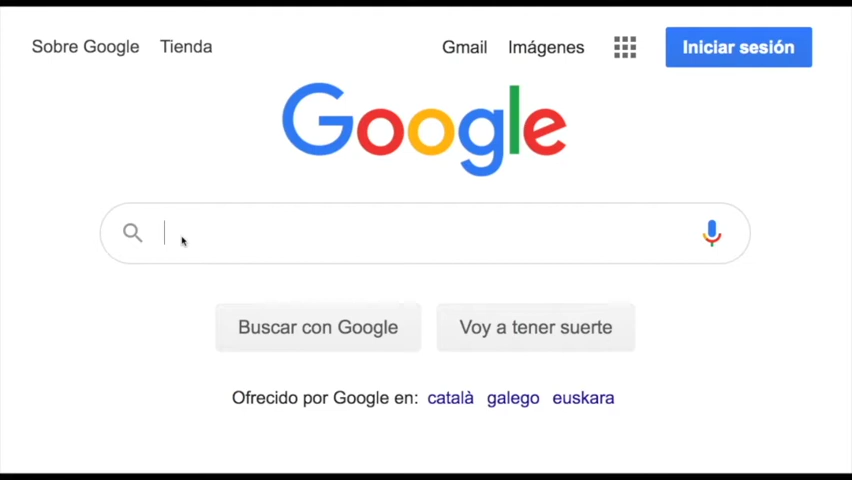 Sobre Google Tienda Gmail Imágenes Iniciar sesión
Google
Buscar con Google Voy a tener suerte
Ofrecido por Google en: català galego euskara